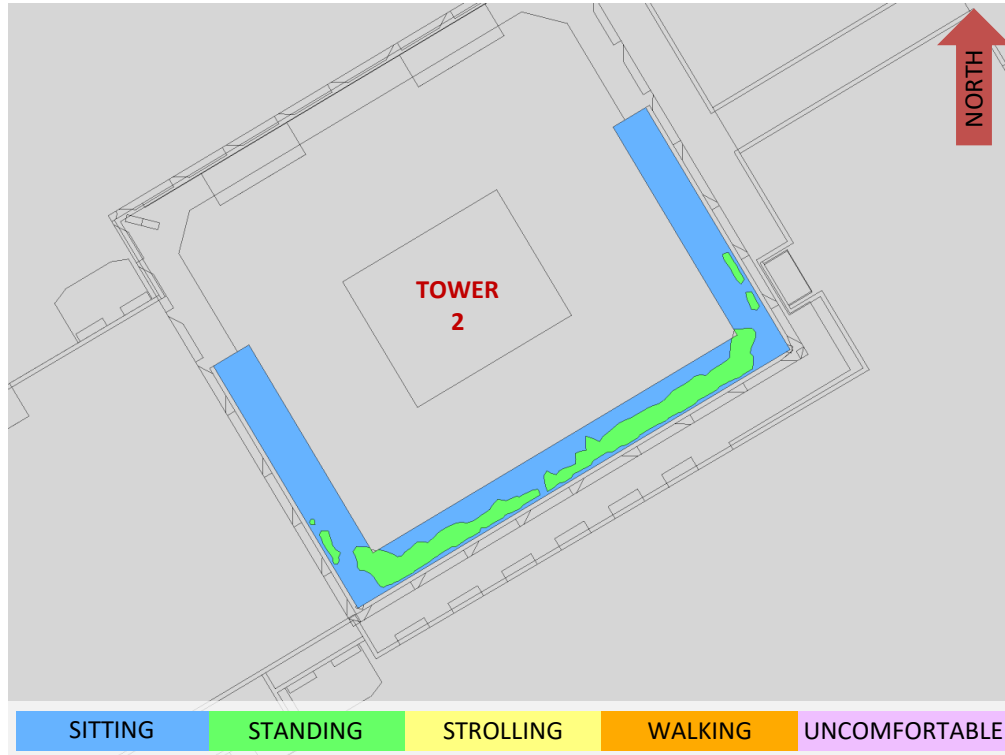 NORTH
TOWER
2
SITTING
STANDING
STROLLING
WALKING
UNCOMFORTABLE